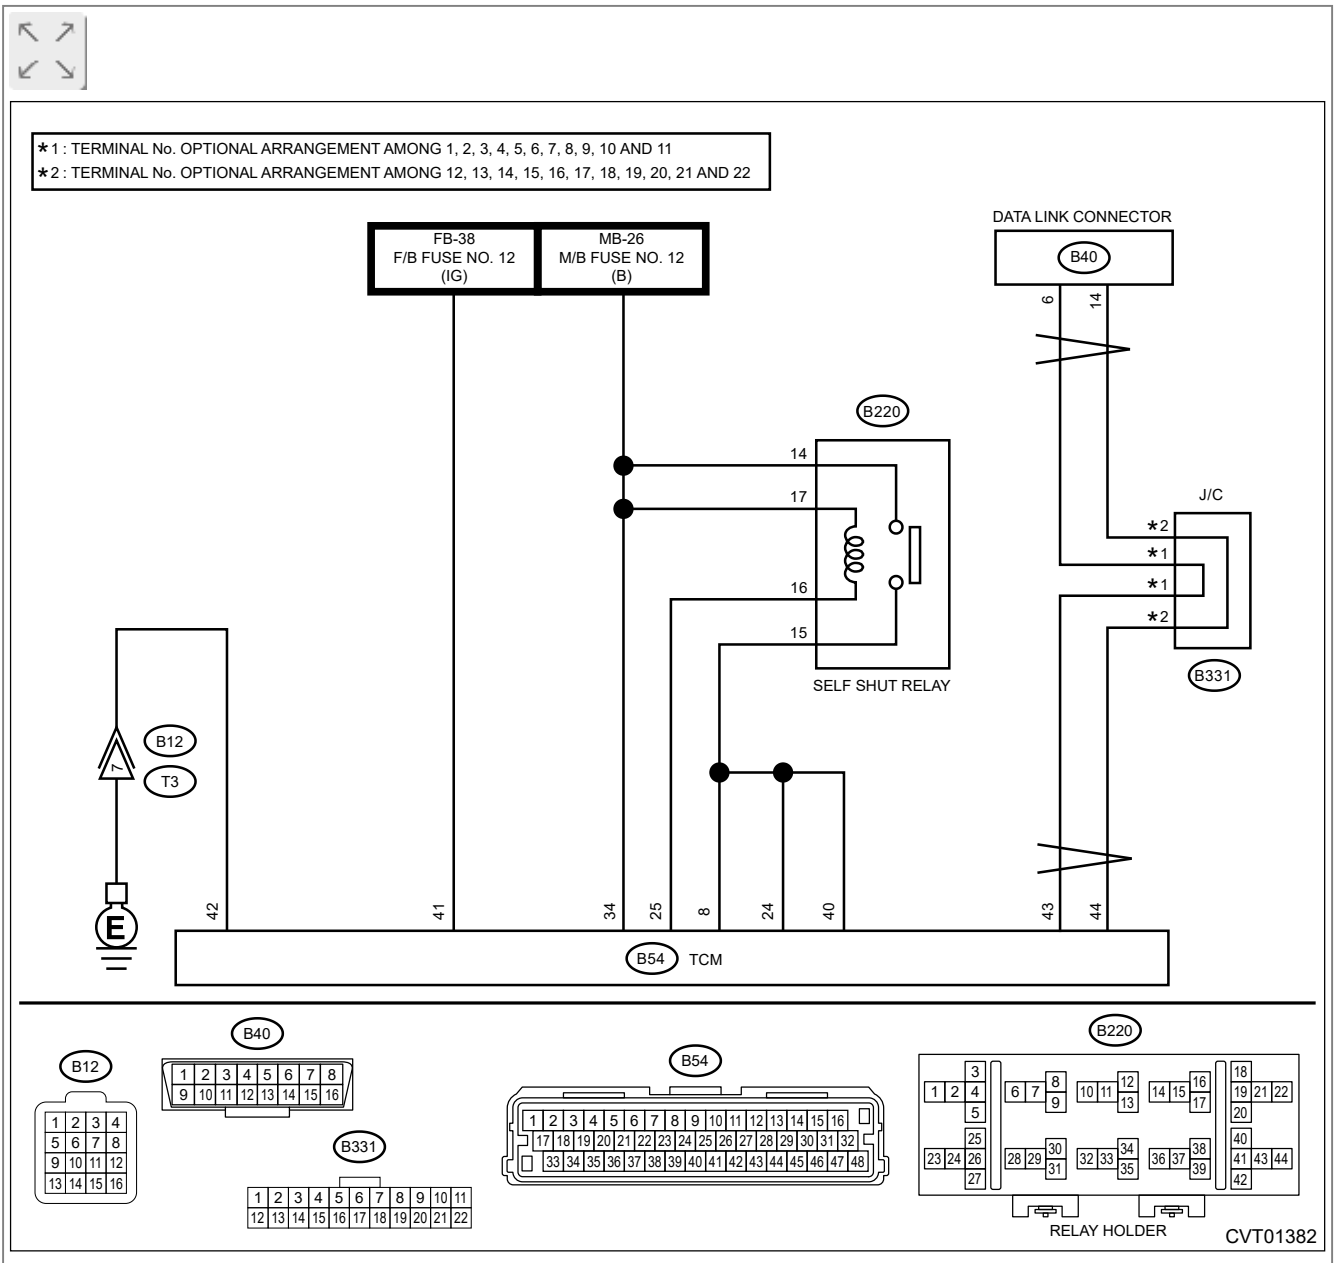 *1 : TERMINAL No. OPTIONAL ARRANGEMENT AMONG 1, 2, 3, 4, 5, 6, 7, 8, 9, 10 AND 11
*2 : TERMINAL No. OPTIONAL ARRANGEMENT AMONG 12, 13, 14, 15, 16, 17, 18, 19, 20, 21 AND 22
FB-38
F/B FUSE NO. 12
(IG)
MB-26
M/B FUSE NO. 12
(B)
DATA LINK CONNECTOR
B40
6 14
B220
14
17
16
15
SELF SHUT RELAY
J/C
*2
*1
*1
*2
B331
B12
7
T3
E
42 41 34 25 8 24 40 43 44
B54 TCM
B12
1 2 3 4
5 6 7 8
9 10 11 12
13 14 15 16
B40
1 2 3 4 5 6 7 8
9 10 11 12 13 14 15 16
B331
1 2 3 4 5 6 7 8 9 10 11
12 13 14 15 16 17 18 19 20 21 22
B54
1 2 3 4 5 6 7 8 9 10 11 12 13 14 15 16
17 18 19 20 21 22 23 24 25 26 27 28 29 30 31 32
33 34 35 36 37 38 39 40 41 42 43 44 45 46 47 48
B220
3 18
8 12 16
1 2 4 6 7 10 11 14 15 19 21 22
9 13 17
5 20
25 40
30 34 38
23 24 26 28 29 32 33 36 37 41 43 44
31 35 39
27 42
RELAY HOLDER
CVT01382